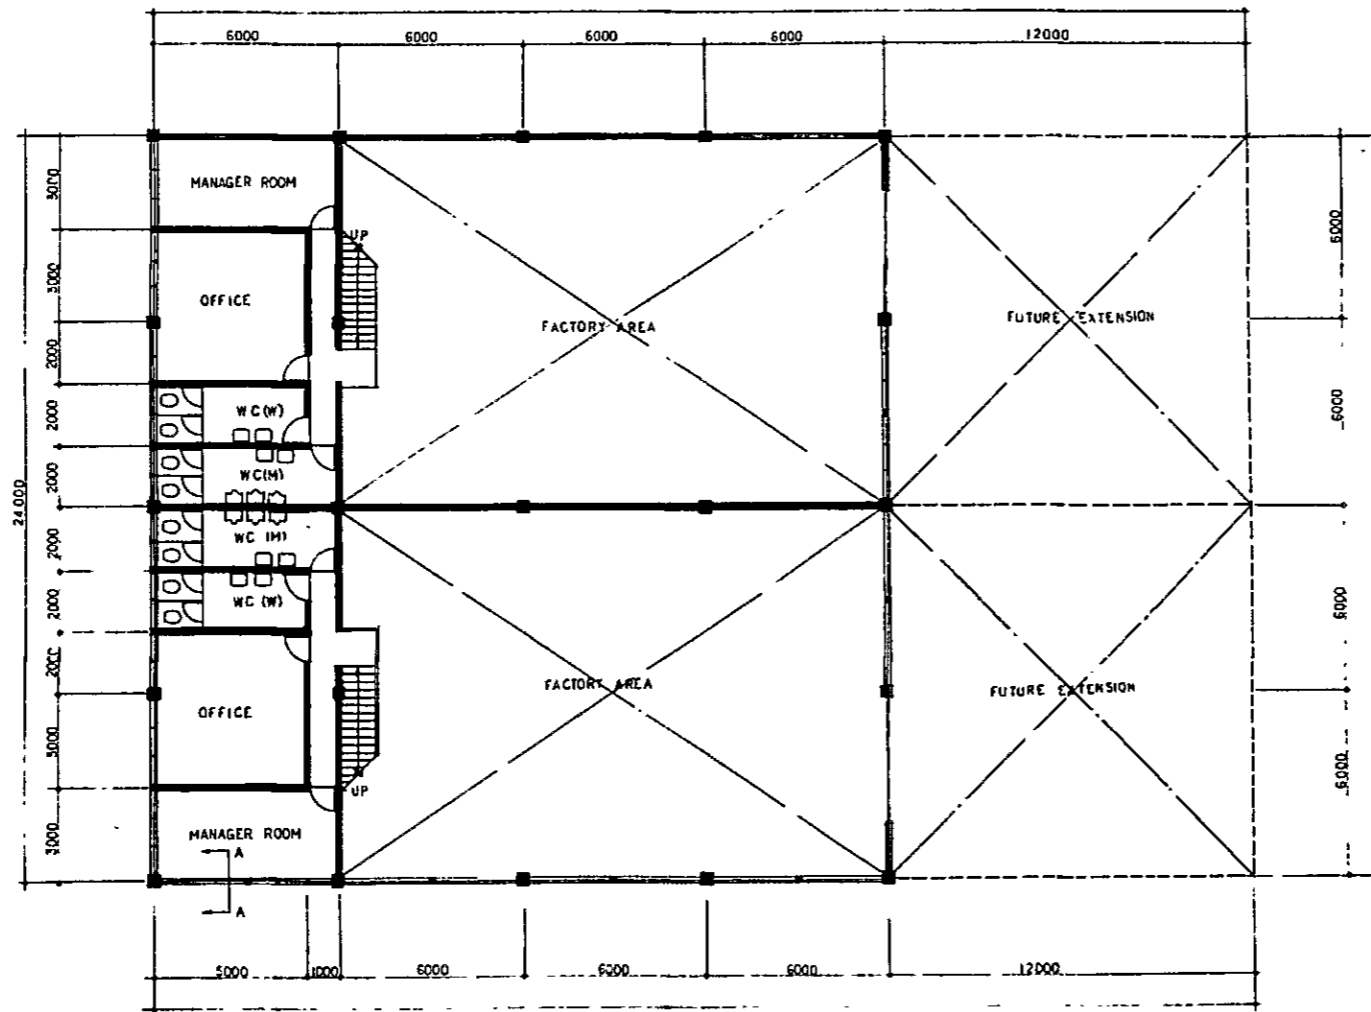 6000 6000 6000 6000 12000
3000
MANAGER ROOM
6000
UP
3000
OFFICE
FACTORY AREA
FUTURE EXTENSION
2000
6000
2000
WC(W)
2000
WC(M)
24000
2000
WC (M)
2000
WC (W)
6000
2000
FACTORY AREA
FUTURE EXTENSION
OFFICE
3000
UP
6000
3000
MANAGER ROOM
A
A
5000 1000 6000 6000 6000 12000